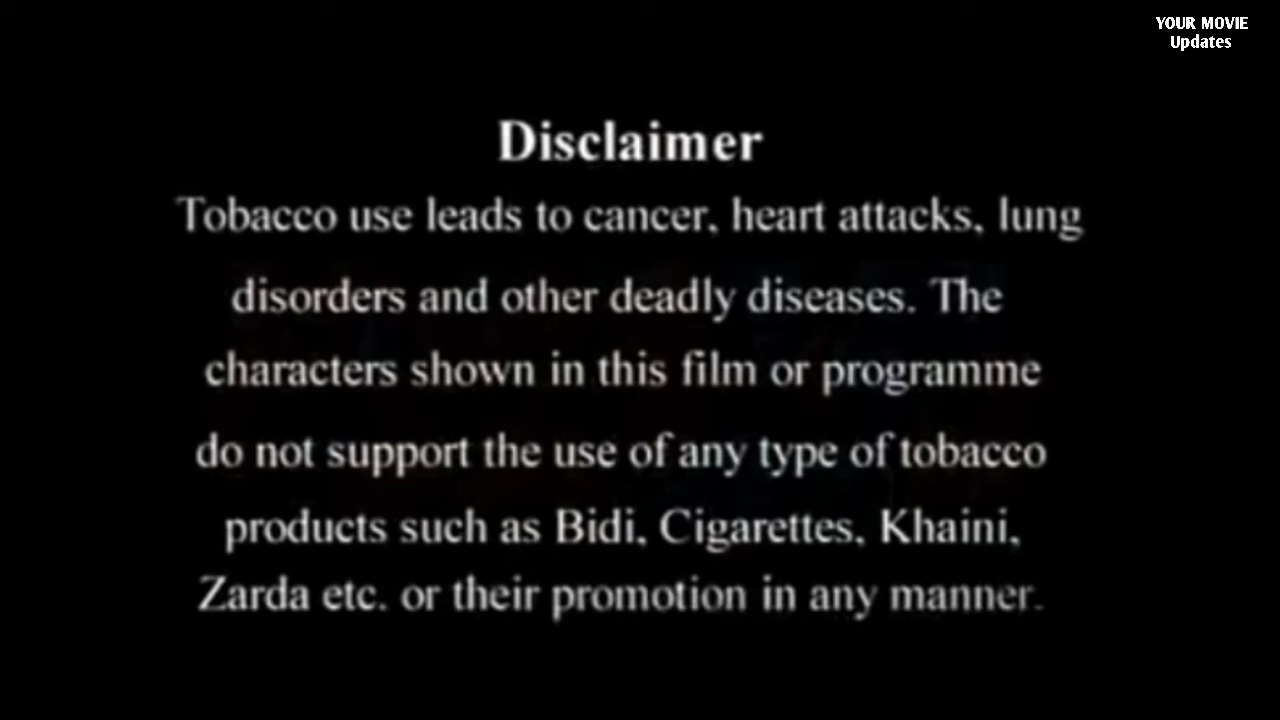 YOUR MOVIE
Updates
Disclaimer
Tobacco use leads to cancer, heart attacks, lung
disorders and other deadly diseases. The
characters shown in this film or programme
do not support the use of any type of tobacco
products such as Bidi, Cigarettes, Khaini,
Zarda etc. or their promotion in any manner.